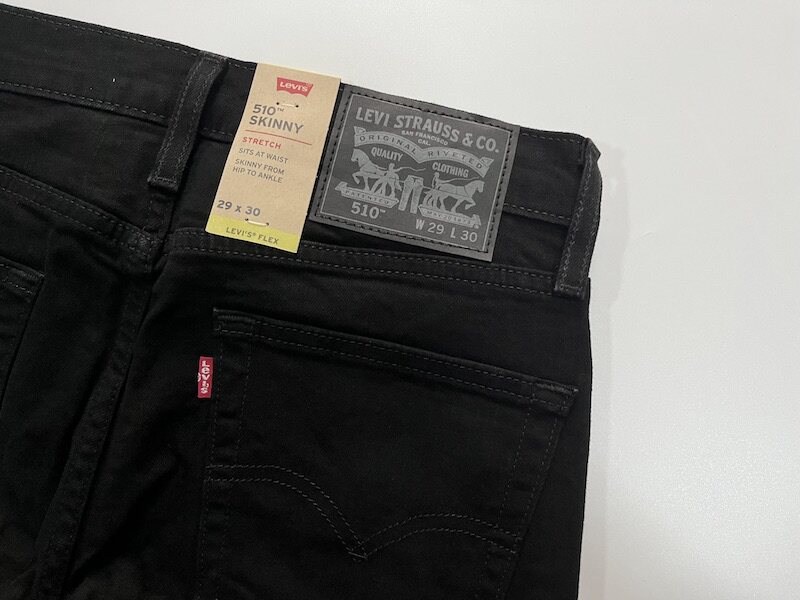 Levi's
510™
SKINNY
STRETCH
SITS AT WAIST
SKINNY FROM
HIP TO ANKLE
29 x 30
LEVI'S® FLEX
LEVI STRAUSS & CO.
SAN FRANCISCO
CAL.
ORIGINAL RIVETED
QUALITY CLOTHING
PATENTED
510™ W 29 L 30
LEVI'S